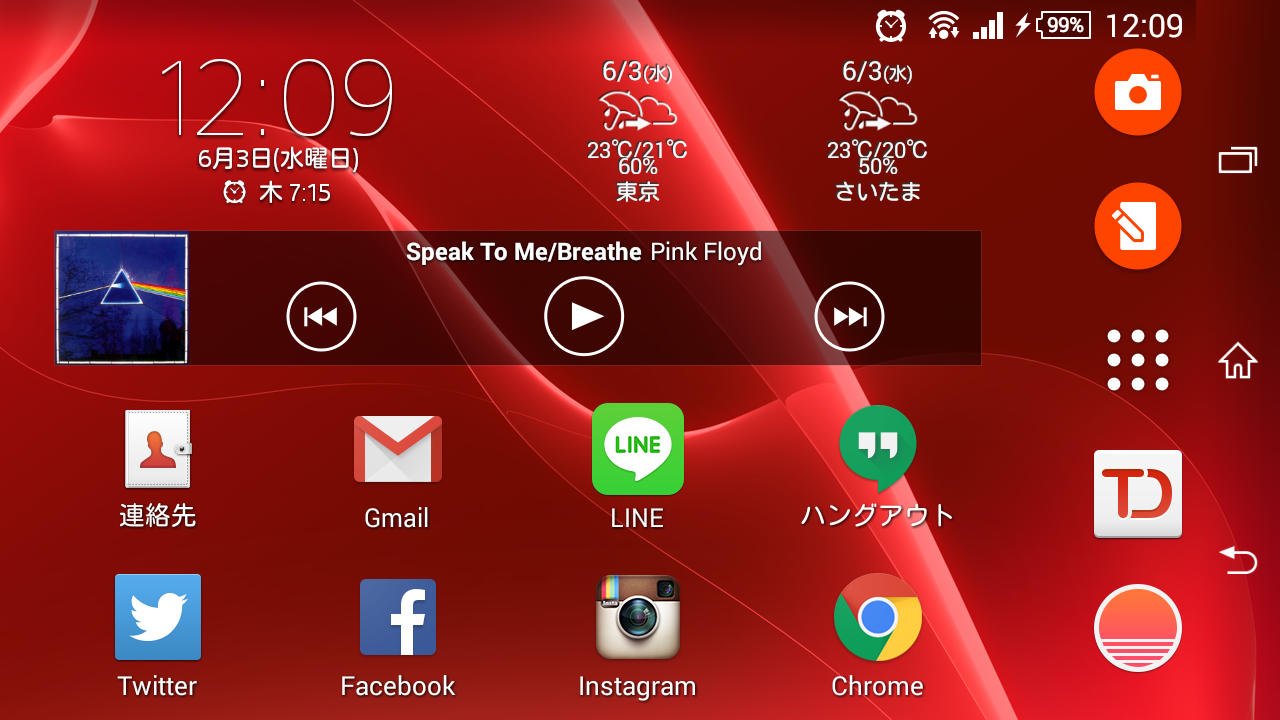 99% 12:09
12:09
6月3日(水曜日)
木 7:15
6/3(水)
23℃/21℃
60%
東京
6/3(水)
23℃/20℃
50%
さいたま
Speak To Me/Breathe Pink Floyd
連絡先
Gmail
LINE
LINE
ハングアウト
TD
Twitter
Facebook
Instagram
Chrome